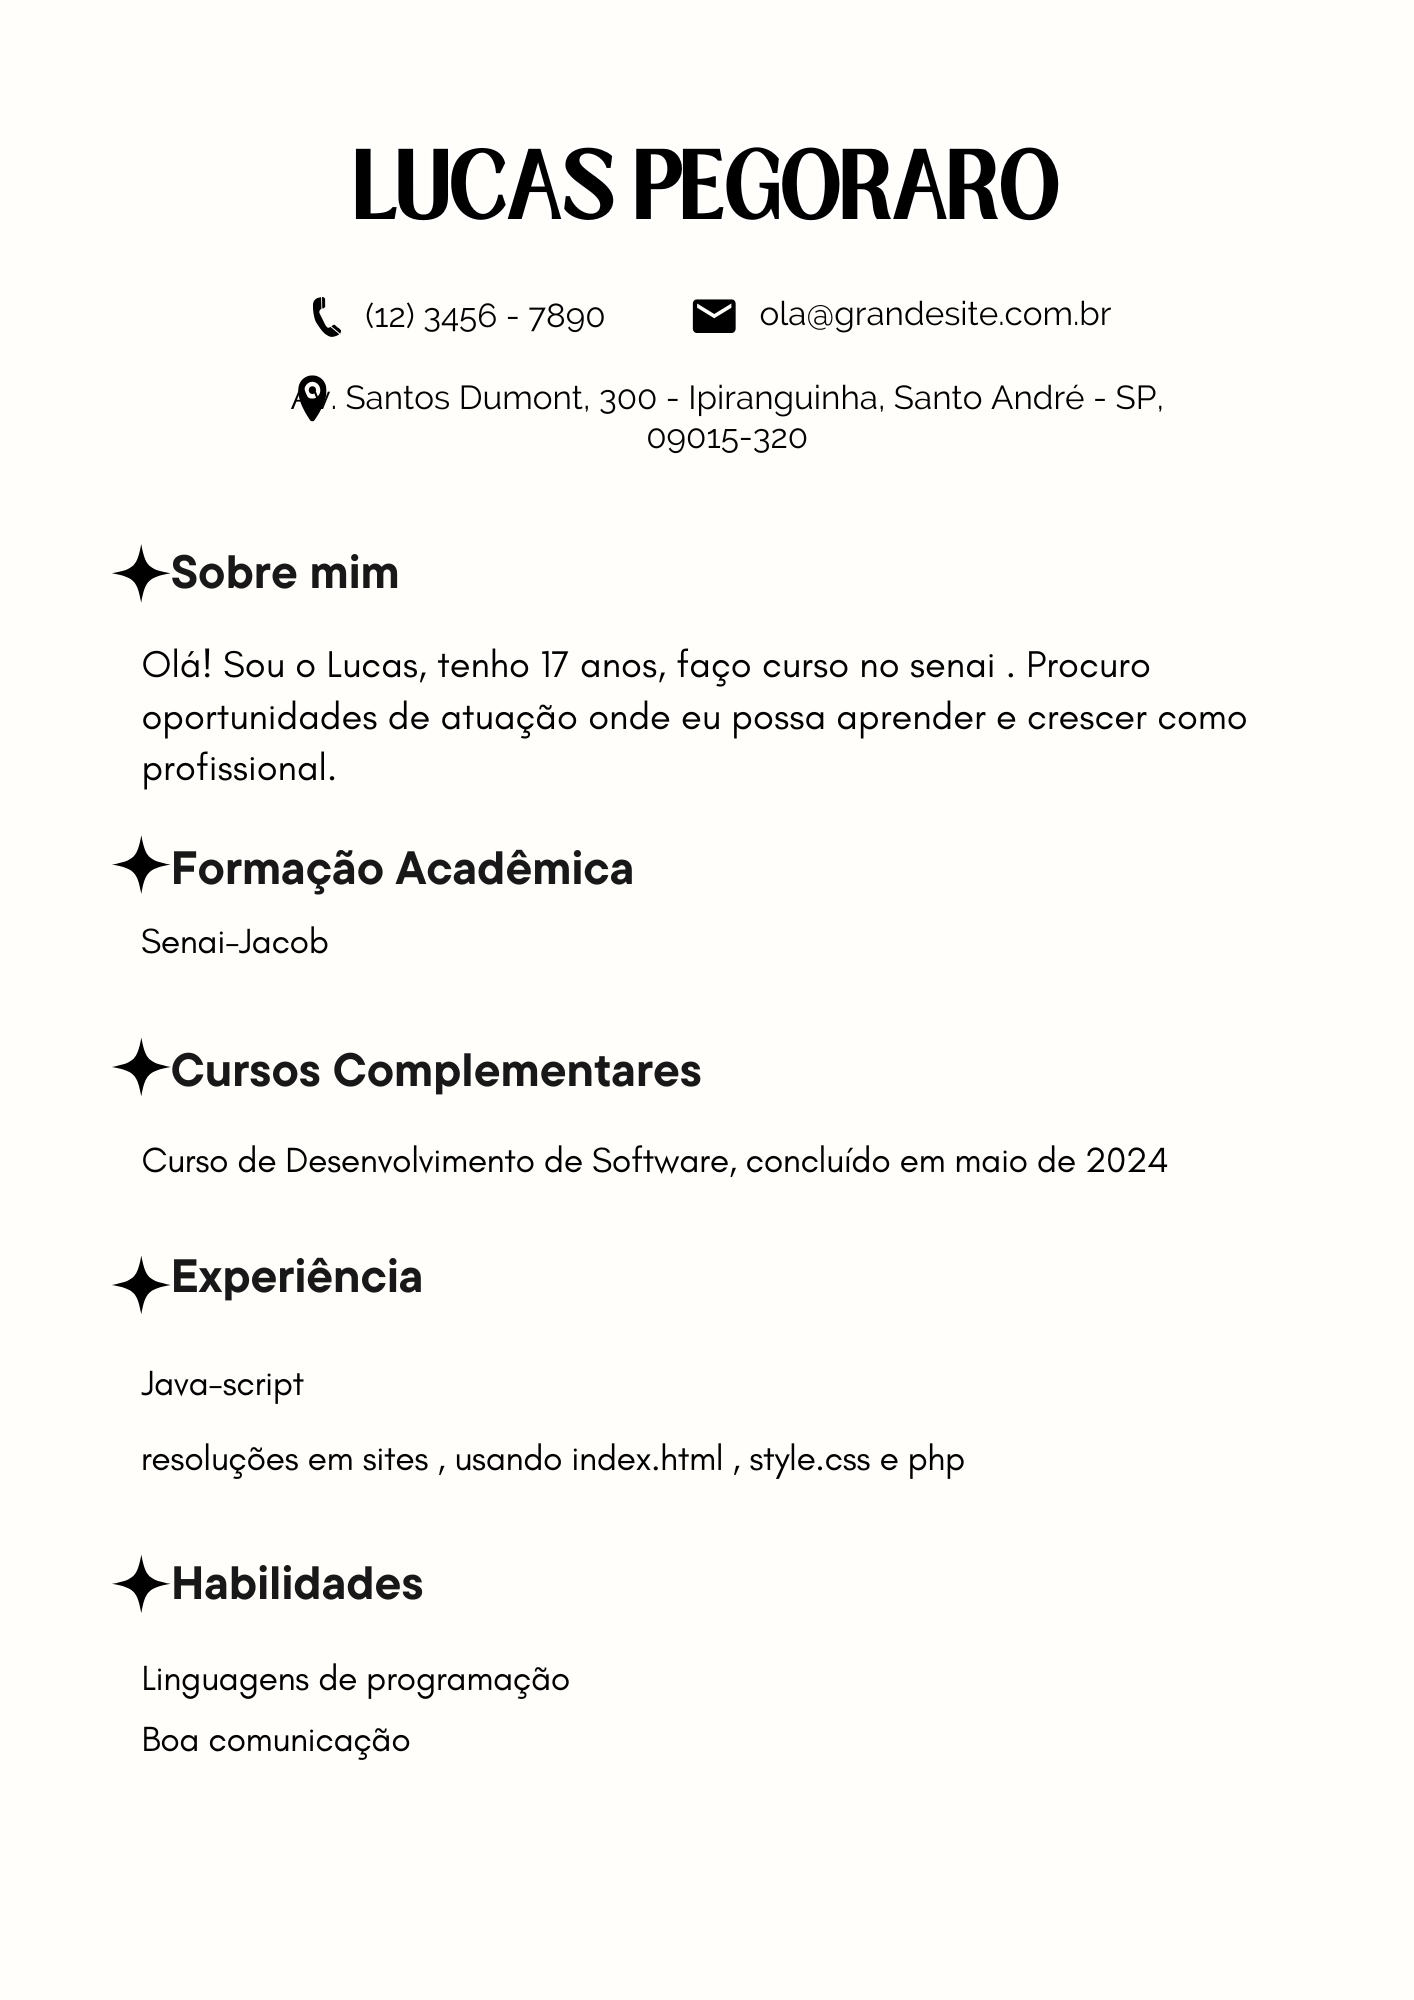 LUCAS PEGORARO
(12) 3456 - 7890
ola@grandesite.com.br
Av. Santos Dumont, 300 - Ipiranguinha, Santo André - SP,
09015-320
Sobre mim
Olá! Sou o Lucas, tenho 17 anos, faço curso no senai . Procuro
oportunidades de atuação onde eu possa aprender e crescer como
profissional.
Formação Acadêmica
Senai-Jacob
Cursos Complementares
Curso de Desenvolvimento de Software, concluído em maio de 2024
Experiência
Java-script
resoluções em sites , usando index.html , style.css e php
Habilidades
Linguagens de programação
Boa comunicação